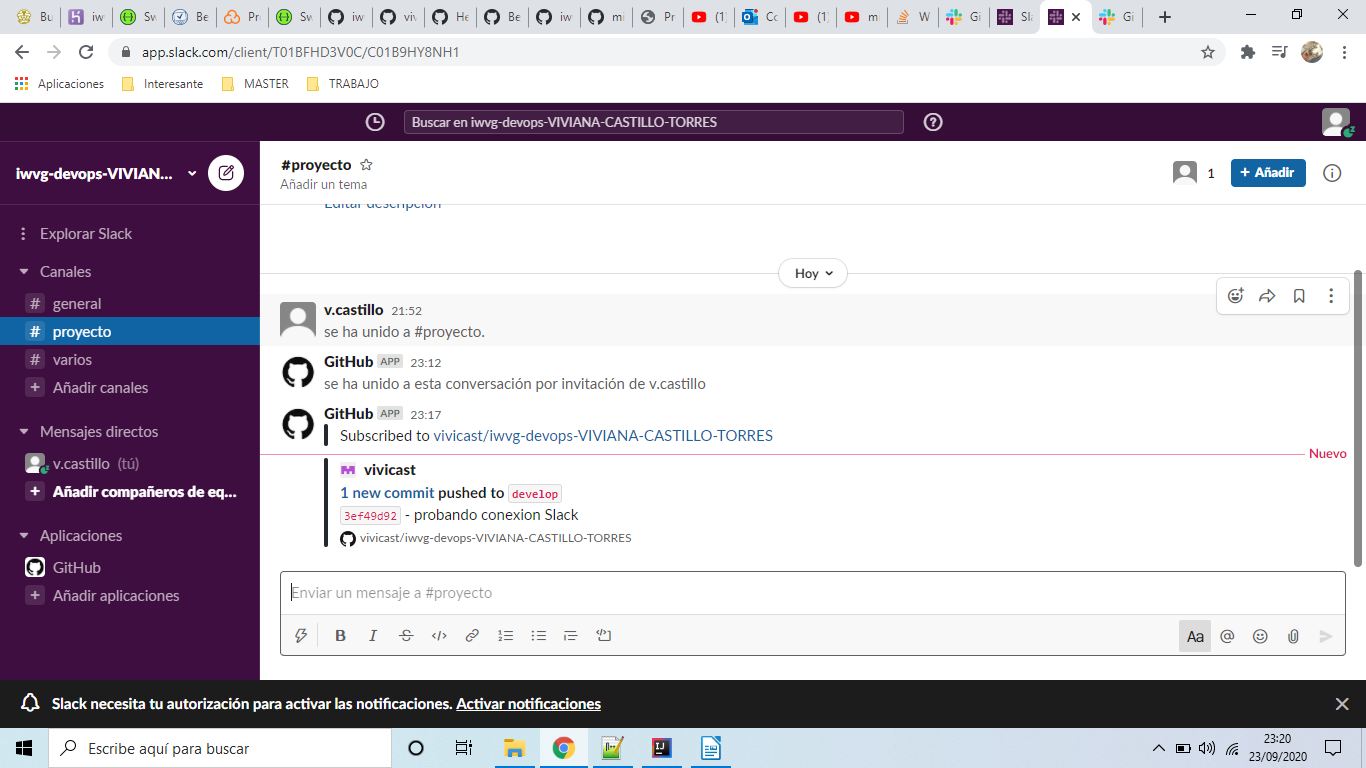 Bu
iw
Sw
Be
Pr
Sw
iw
viv
He
Be
iw
mi
Pr
(1)
Co
(1)
m
W
Gi
Sla
Gi
app.slack.com/client/T01BFHD3V0C/C01B9HY8NH1
Aplicaciones
Interesante
MASTER
TRABAJO
Buscar en iwvg-devops-VIVIANA-CASTILLO-TORRES
iwvg-devops-VIVIAN...
#proyecto
1
+ Añadir
Añadir un tema
Editar descripción
Explorar Slack
Canales
# general
# proyecto
# varios
+ Añadir canales
Mensajes directos
v.castillo (tú)
+ Añadir compañeros de eq...
Aplicaciones
GitHub
+ Añadir aplicaciones
Hoy
v.castillo 21:52
se ha unido a #proyecto.
GitHub APP 23:12
se ha unido a esta conversación por invitación de v.castillo
GitHub APP 23:17
Subscribed to vivicast/iwvg-devops-VIVIANA-CASTILLO-TORRES
Nuevo
vivicast
1 new commit pushed to develop
3ef49d92 - probando conexion Slack
vivicast/iwvg-devops-VIVIANA-CASTILLO-TORRES
Enviar un mensaje a #proyecto
B I S </> Aa @
Slack necesita tu autorización para activar las notificaciones. Activar notificaciones
Escribe aquí para buscar
23:20
23/09/2020